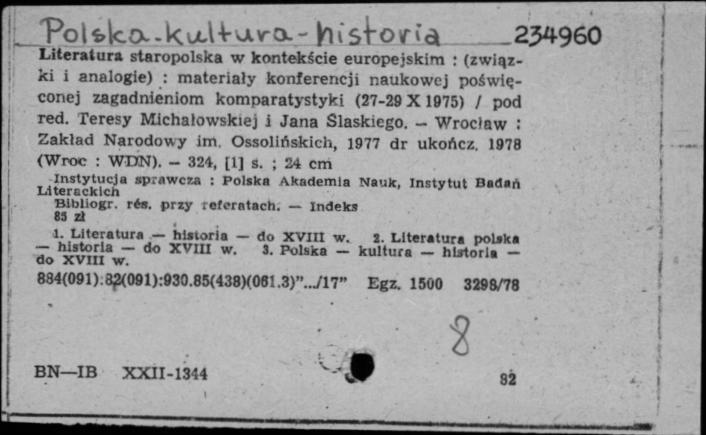 Polska-kultura-historia 234960
Literatura staropolska w kontekście europejskim : (związ-
ki i analogie) : materiały konferencji naukowej poświę-
conej zagadnieniom komparatystyki (27-29 X 1975) / pod
red. Teresy Michałowskiej i Jana Ślaskiego. — Wrocław :
Zakład Narodowy im. Ossolińskich, 1977 dr ukończ. 1978
(Wroc : WDN). — 324, [1] s. ; 24 cm
Instytucja sprawcza : Polska Akademia Nauk, Instytut Badań
Literackich
Bibliogr. rés. przy referatach. — Indeks
85 zł
1. Literatura — historia — do XVIII w. 2. Literatura polska
— historia — do XVIII w. 3. Polska — kultura — historia —
do XVIII w.
884(091):82(091):930.85(438)(061.3)".../17" Egz. 1500 3298/78
8
BN—IB XXII-1344
82